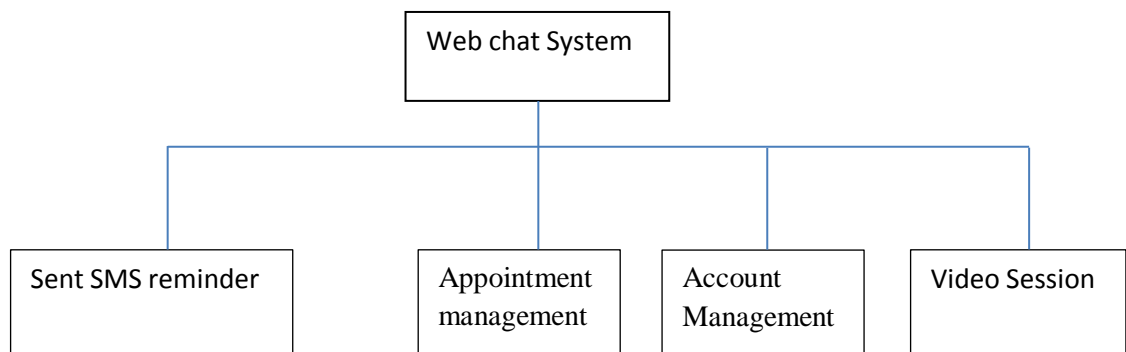 Web chat System
Sent SMS reminder
Appointment
management
Account
Management
Video Session